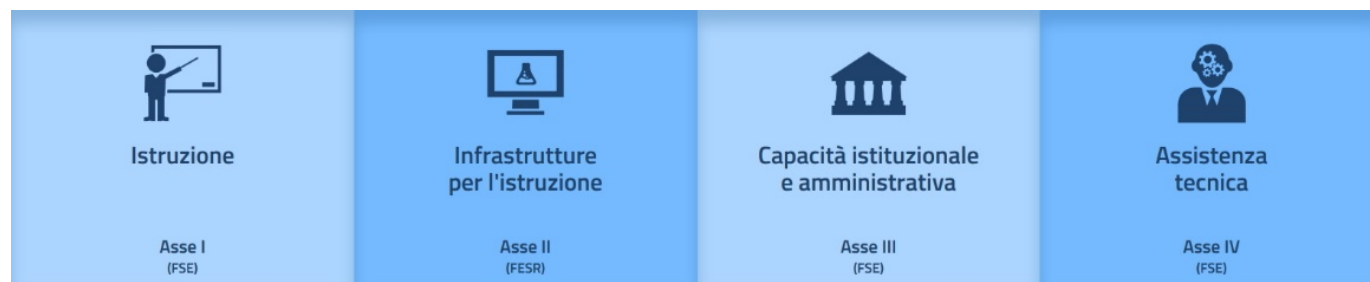 Istruzione
Asse I
(FSE)
Infrastrutture
per l'istruzione
Asse II
(FESR)
Capacità istituzionale
e amministrativa
Asse III
(FSE)
Assistenza
tecnica
Asse IV
(FSE)